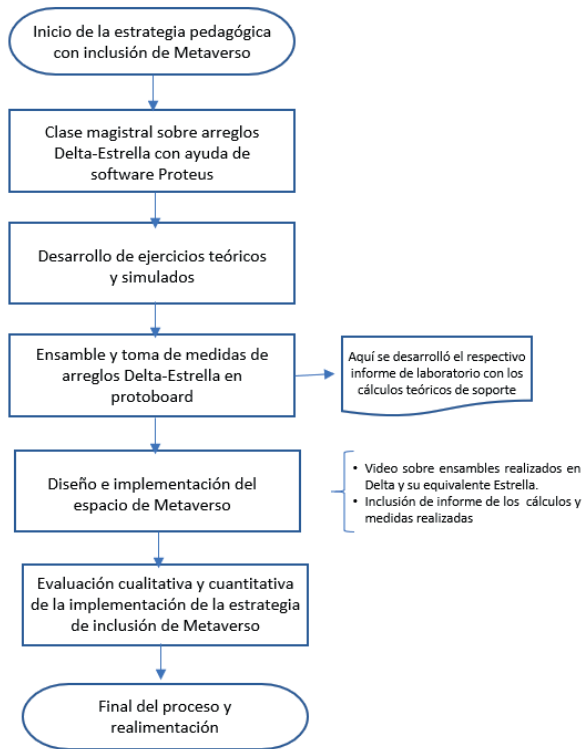 Inicio de la estrategia pedagógica
con inclusión de Metaverso
Clase magistral sobre arreglos
Delta-Estrella con ayuda de
software Proteus
Desarrollo de ejercicios teóricos
y simulados
Ensamble y toma de medidas de
arreglos Delta-Estrella en
protoboard
Aquí se desarrolló el respectivo
informe de laboratorio con los
cálculos teóricos de soporte
Diseño e implementación del
espacio de Metaverso
• Video sobre ensambles realizados en
Delta y su equivalente Estrella.
• Inclusión de informe de los cálculos y
medidas realizadas
Evaluación cualitativa y cuantitativa
de la implementación de la estrategia
de inclusión de Metaverso
Final del proceso y
realimentación